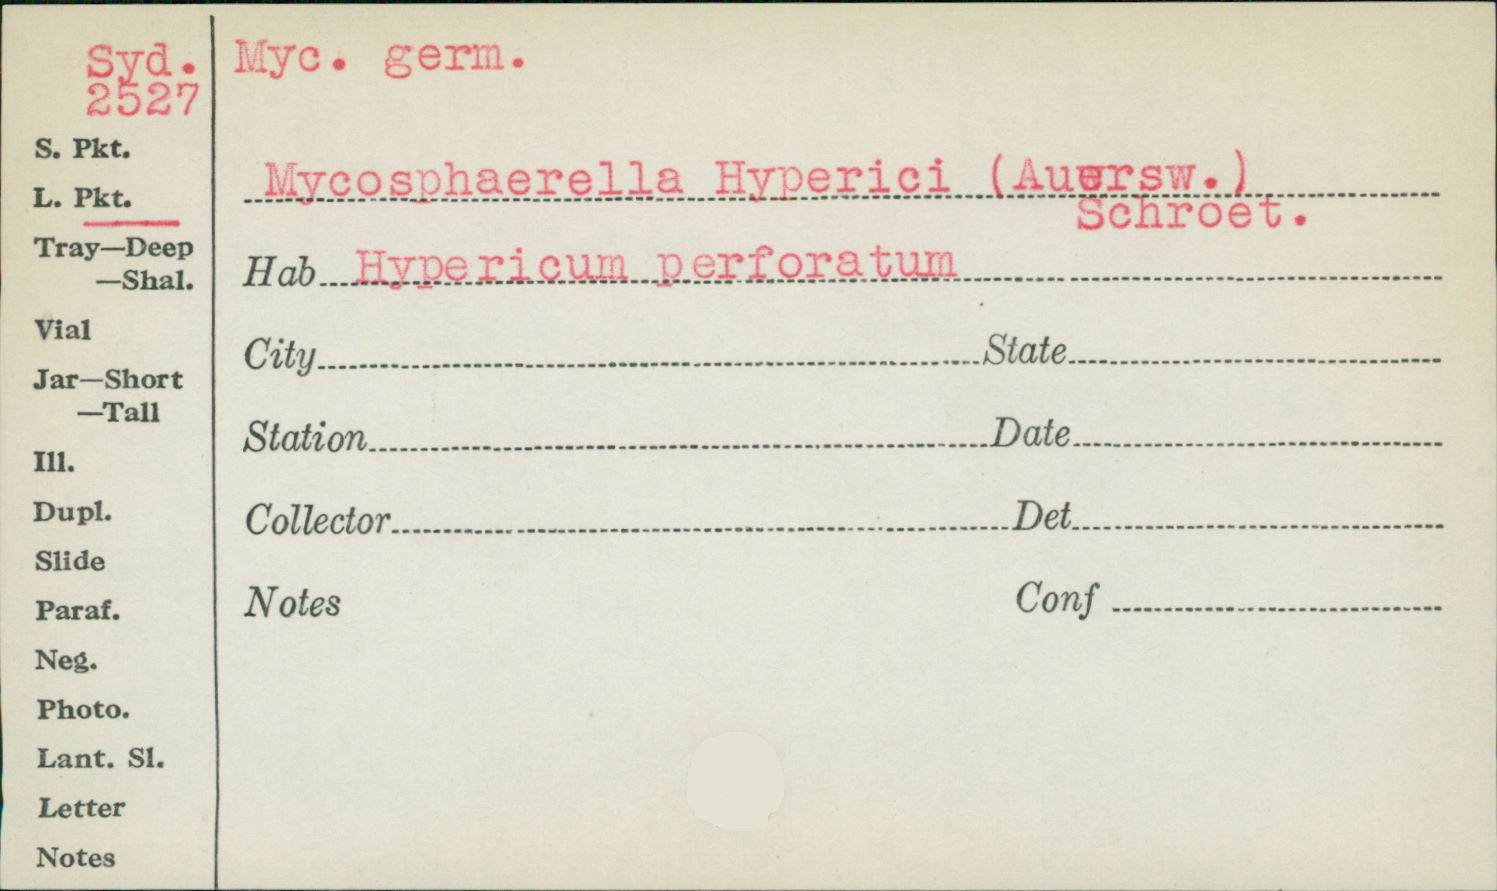 Syd.
2527
S. Pkt.
L. Pkt.
Tray—Deep
—Shal.
Vial
Jar—Short
—Tall
Ill.
Dupl.
Slide
Paraf.
Neg.
Photo.
Lant. Sl.
Letter
Notes
Myc. germ.
Mycosphaerella Hyperici (Auersw.)
Schroet.
Hab Hypericum perforatum
City State
Station Date
Collector Det
Notes Conf